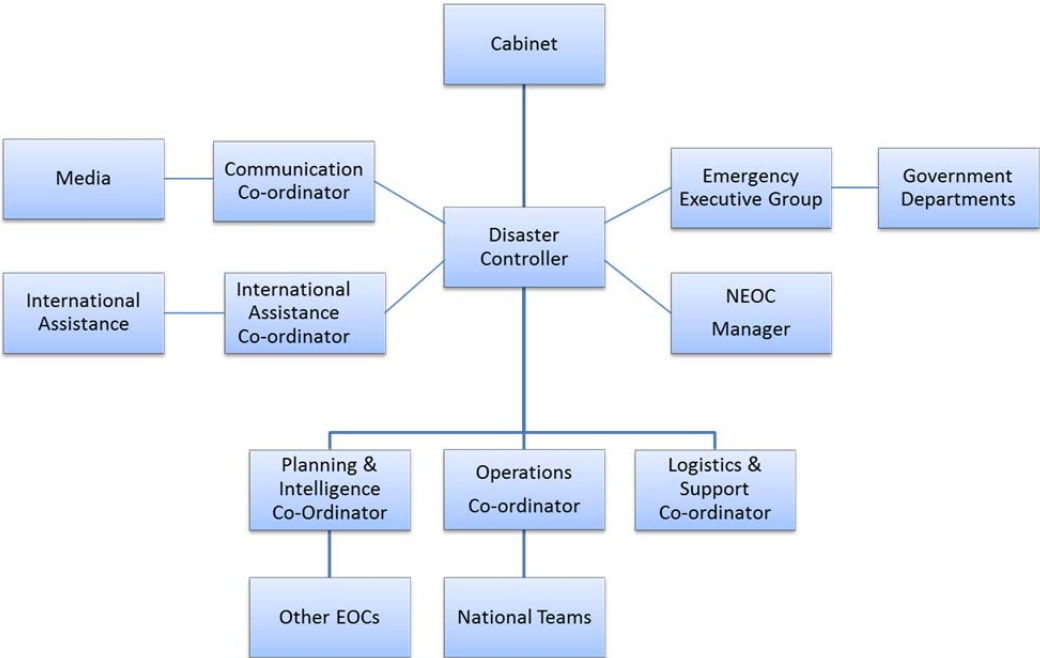 Cabinet
Media
Communication
Co-ordinator
Emergency
Executive Group
Government
Departments
Disaster
Controller
International
Assistance
International
Assistance
Co-ordinator
NEOC
Manager
Planning &
Intelligence
Co-Ordinator
Operations
Co-ordinator
Logistics &
Support
Co-ordinator
Other EOCs
National Teams